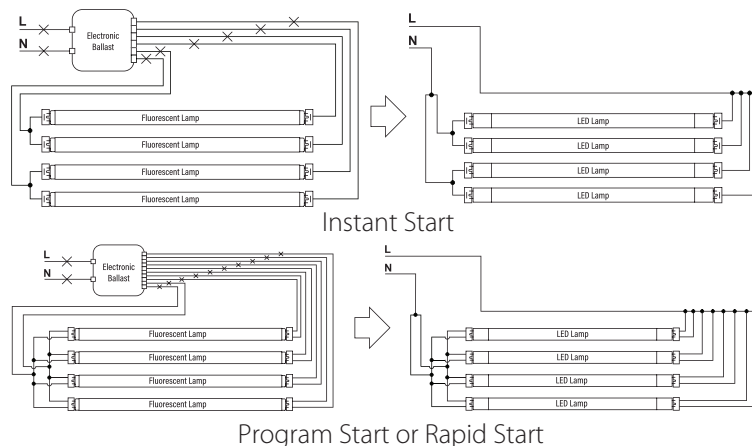 L
N
Electronic
Ballast
Fluorescent Lamp
Fluorescent Lamp
Fluorescent Lamp
Fluorescent Lamp
L
N
LED Lamp
LED Lamp
LED Lamp
LED Lamp
Instant Start
L
N
Electronic
Ballast
Fluorescent Lamp
Fluorescent Lamp
Fluorescent Lamp
Fluorescent Lamp
L
N
LED Lamp
LED Lamp
LED Lamp
LED Lamp
Program Start or Rapid Start